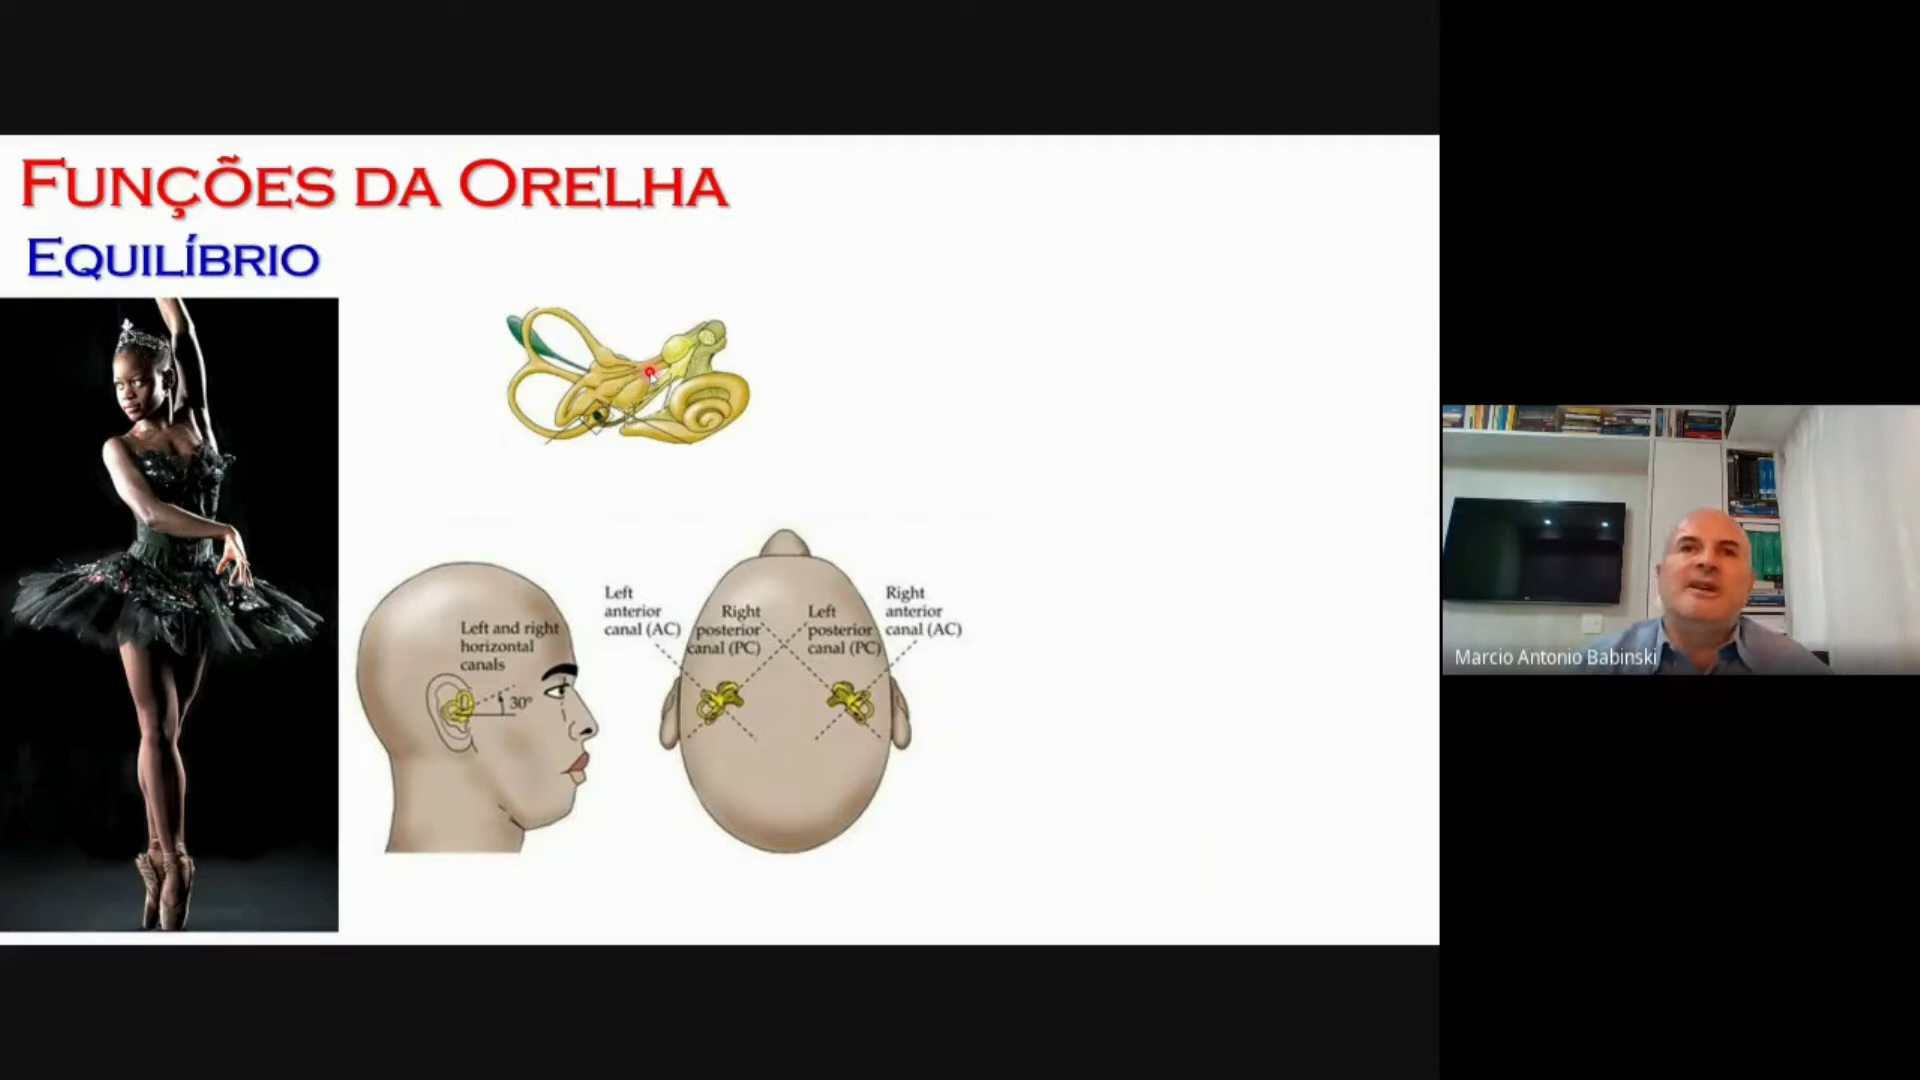 FUNÇÕES DA ORELHA
EQUILÍBRIO
Left and right
horizontal
canals
30°
Left
anterior
canal (AC)
Right
posterior
canal (PC)
Left
posterior
canal (PC)
Right
anterior
canal (AC)
Marcio Antonio Babinski